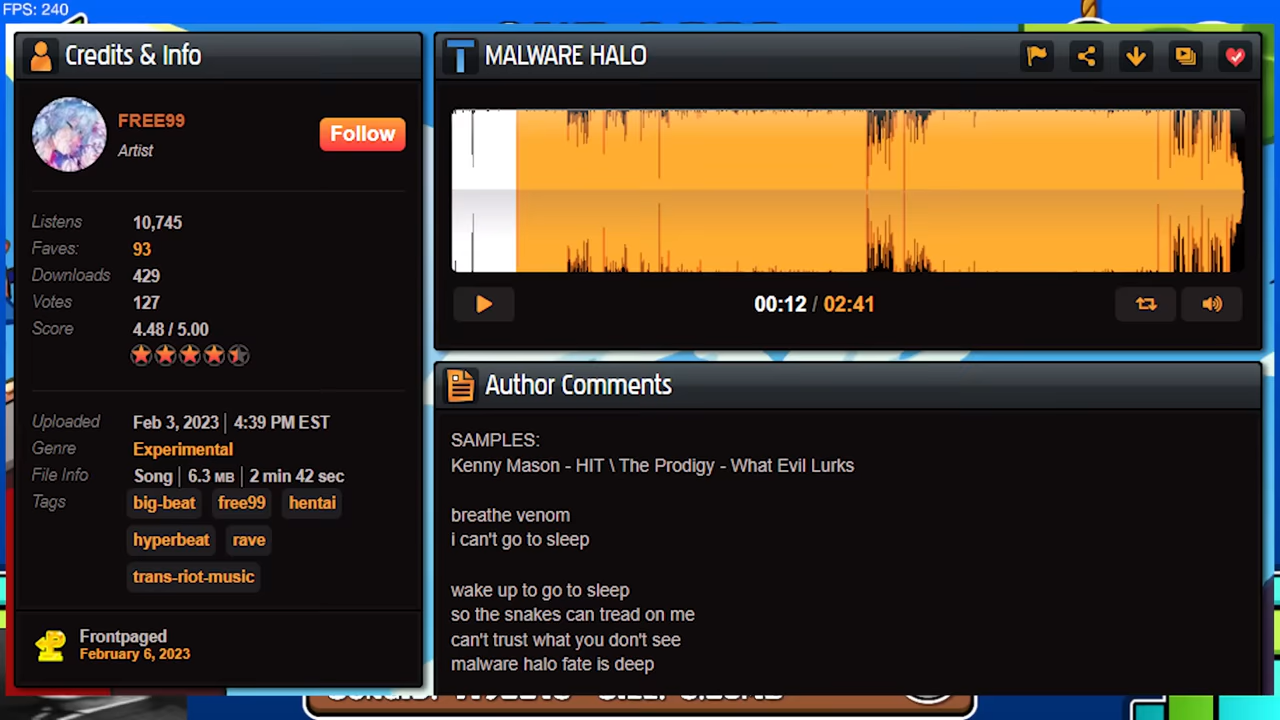 FPS: 240
Credits & Info
FREE99
Artist
Follow
Listens 10,745
Faves: 93
Downloads 429
Votes 127
Score 4.48 / 5.00
Uploaded Feb 3, 2023 | 4:39 PM EST
Genre Experimental
File Info Song | 6.3 MB | 2 min 42 sec
Tags big-beat free99 hentai
hyperbeat rave
trans-riot-music
Frontpaged
February 6, 2023
T MALWARE HALO
00:12 / 02:41
Author Comments
SAMPLES:
Kenny Mason - HIT \ The Prodigy - What Evil Lurks
breathe venom
i can't go to sleep
wake up to go to sleep
so the snakes can tread on me
can't trust what you don't see
malware halo fate is deep